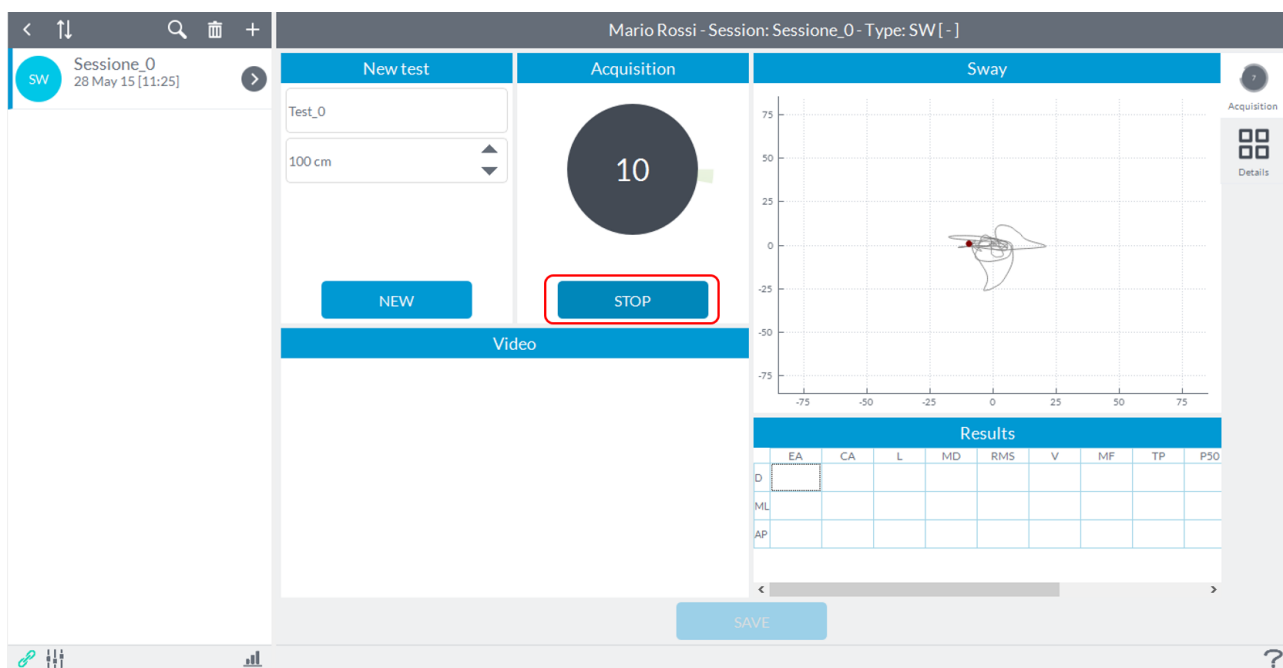 Mario Rossi - Session: Sessione_0 - Type: SW [ - ]
SW
Sessione_0
28 May 15 [11:25]
New test
Test_0
100 cm
NEW
Acquisition
10
STOP
Video
Sway
75
50
25
0
-25
-50
-75
-75 -50 -25 0 25 50 75
Results
EA CA L MD RMS V MF TP P50
D
ML
AP
SAVE
?
Acquisition
Details
?